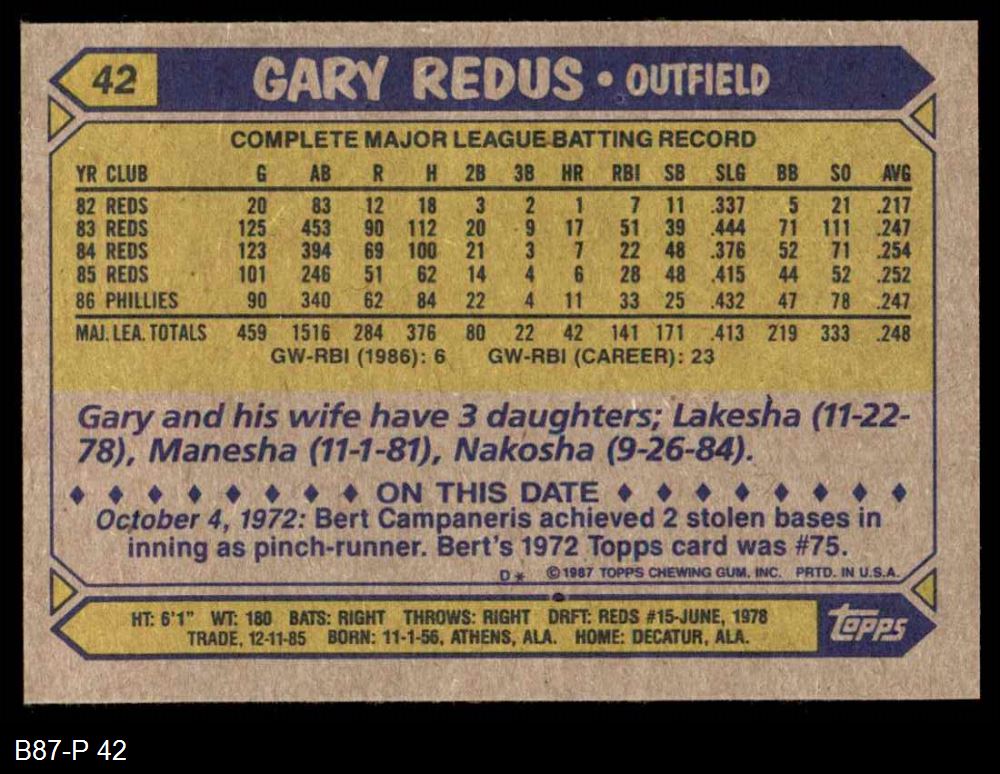 42
GARY REDUS • OUTFIELD
COMPLETE MAJOR LEAGUE BATTING RECORD
YR CLUB G AB R H 2B 3B HR RBI SB SLG BB SO AVG
82 REDS 20 83 12 18 3 2 1 7 11 .337 5 21 .217
83 REDS 125 453 90 112 20 9 17 51 39 .444 71 111 .247
84 REDS 123 394 69 100 21 3 7 22 48 .376 52 71 .254
85 REDS 101 246 51 62 14 4 6 28 48 .415 44 52 .252
86 PHILLIES 90 340 62 84 22 4 11 33 25 .432 47 78 .247
MAJ. LEA. TOTALS 459 1516 284 376 80 22 42 141 171 .413 219 333 .248
GW-RBI (1986): 6 GW-RBI (CAREER): 23
Gary and his wife have 3 daughters; Lakesha (11-22-
78), Manesha (11-1-81), Nakosha (9-26-84).
♦ ♦ ♦ ♦ ♦ ♦ ♦ ♦ ON THIS DATE ♦ ♦ ♦ ♦ ♦ ♦ ♦ ♦
October 4, 1972: Bert Campaneris achieved 2 stolen bases in
inning as pinch-runner. Bert's 1972 Topps card was #75.
D* ©1987 TOPPS CHEWING GUM, INC. PRTD. IN U.S.A.
HT: 6'1" WT: 180 BATS: RIGHT THROWS: RIGHT DRFT: REDS #15-JUNE, 1978
TRADE, 12-11-85 BORN: 11-1-56, ATHENS, ALA. HOME: DECATUR, ALA.
topps
B87-P 42